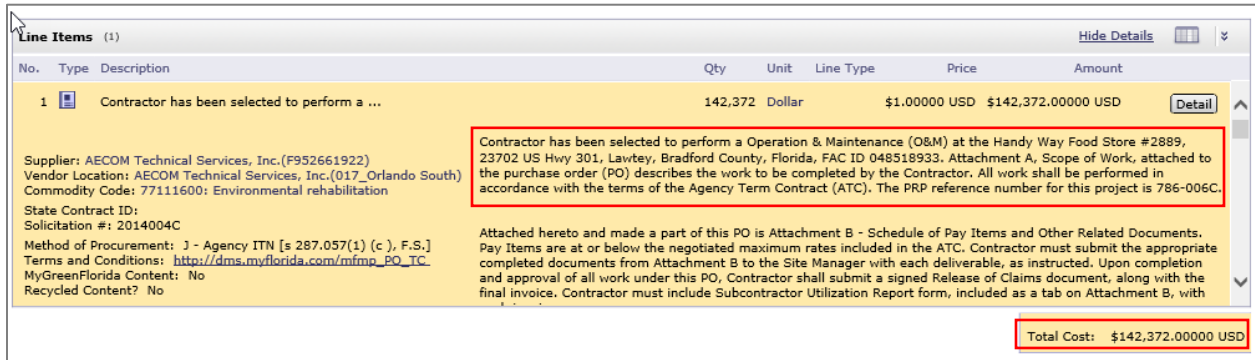 Line Items (1) Hide Details
No. Type Description Qty Unit Line Type Price Amount
1 Contractor has been selected to perform a ... 142,372 Dollar $1.00000 USD $142,372.00000 USD Detail
Supplier: AECOM Technical Services, Inc.(F952661922)
Vendor Location: AECOM Technical Services, Inc.(017_Orlando South)
Commodity Code: 77111600: Environmental rehabilitation
State Contract ID:
Solicitation #: 2014004C
Method of Procurement: J - Agency ITN [s 287.057(1) (c ), F.S.]
Terms and Conditions: http://dms.myflorida.com/mfmp_PO_TC
MyGreenFlorida Content: No
Recycled Content? No
Contractor has been selected to perform a Operation & Maintenance (O&M) at the Handy Way Food Store #2889,
23702 US Hwy 301, Lawtey, Bradford County, Florida, FAC ID 048518933. Attachment A, Scope of Work, attached to
the purchase order (PO) describes the work to be completed by the Contractor. All work shall be performed in
accordance with the terms of the Agency Term Contract (ATC). The PRP reference number for this project is 786-006C.
Attached hereto and made a part of this PO is Attachment B - Schedule of Pay Items and Other Related Documents.
Pay Items are at or below the negotiated maximum rates included in the ATC. Contractor must submit the appropriate
completed documents from Attachment B to the Site Manager with each deliverable, as instructed. Upon completion
and approval of all work under this PO, Contractor shall submit a signed Release of Claims document, along with the
final invoice. Contractor must include Subcontractor Utilization Report form, included as a tab on Attachment B, with
Total Cost: $142,372.00000 USD